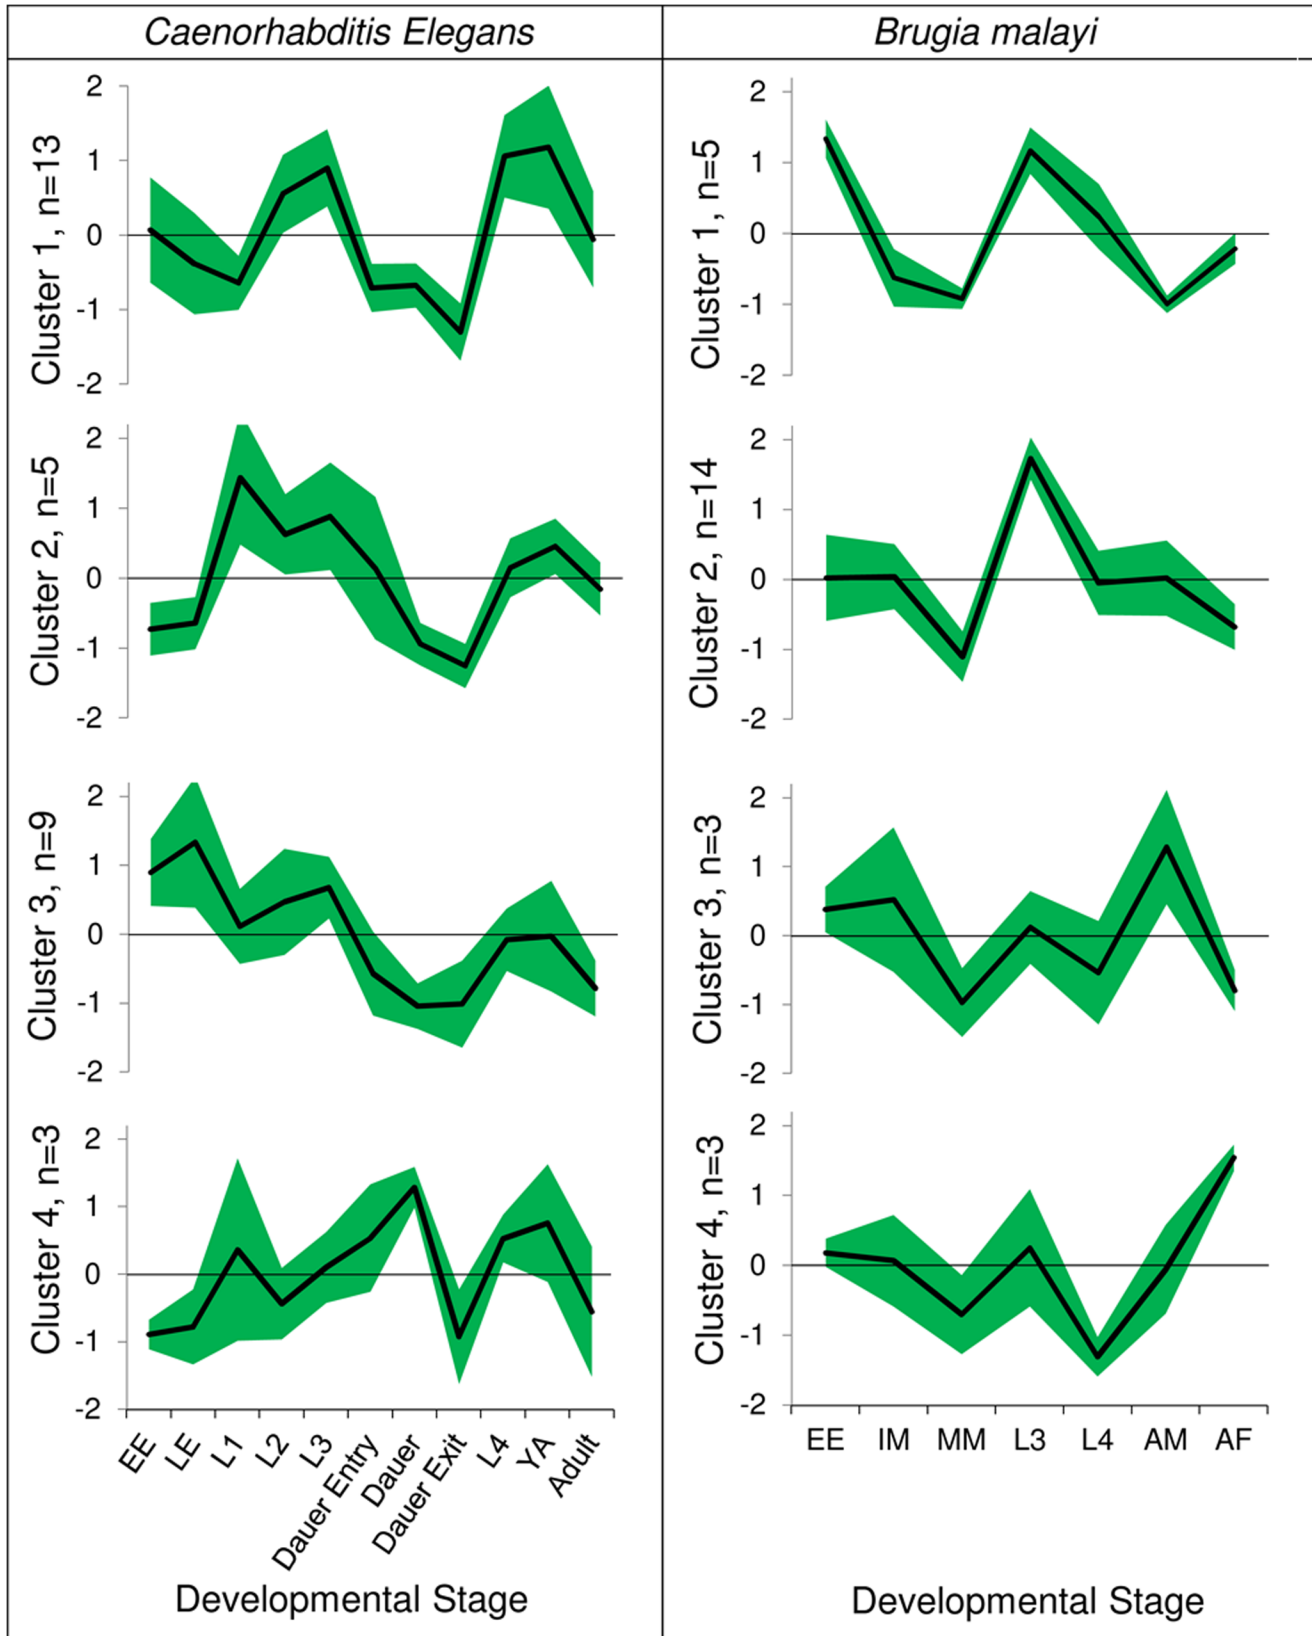 Caenorhabditis Elegans
Brugia malayi
Cluster 1, n=13
2
1
0
-1
-2
Cluster 1, n=5
2
1
0
-1
-2
Cluster 2, n=5
2
1
0
-1
-2
Cluster 2, n=14
2
1
0
-1
-2
Cluster 3, n=9
2
1
0
-1
-2
Cluster 3, n=3
2
1
0
-1
-2
Cluster 4, n=3
2
1
0
-1
-2
Cluster 4, n=3
2
1
0
-1
-2
EE
LE
L1
L2
L3
Dauer Entry
Dauer
Dauer Exit
L4
YA
Adult
EE IM MM L3 L4 AM AF
Developmental Stage
Developmental Stage